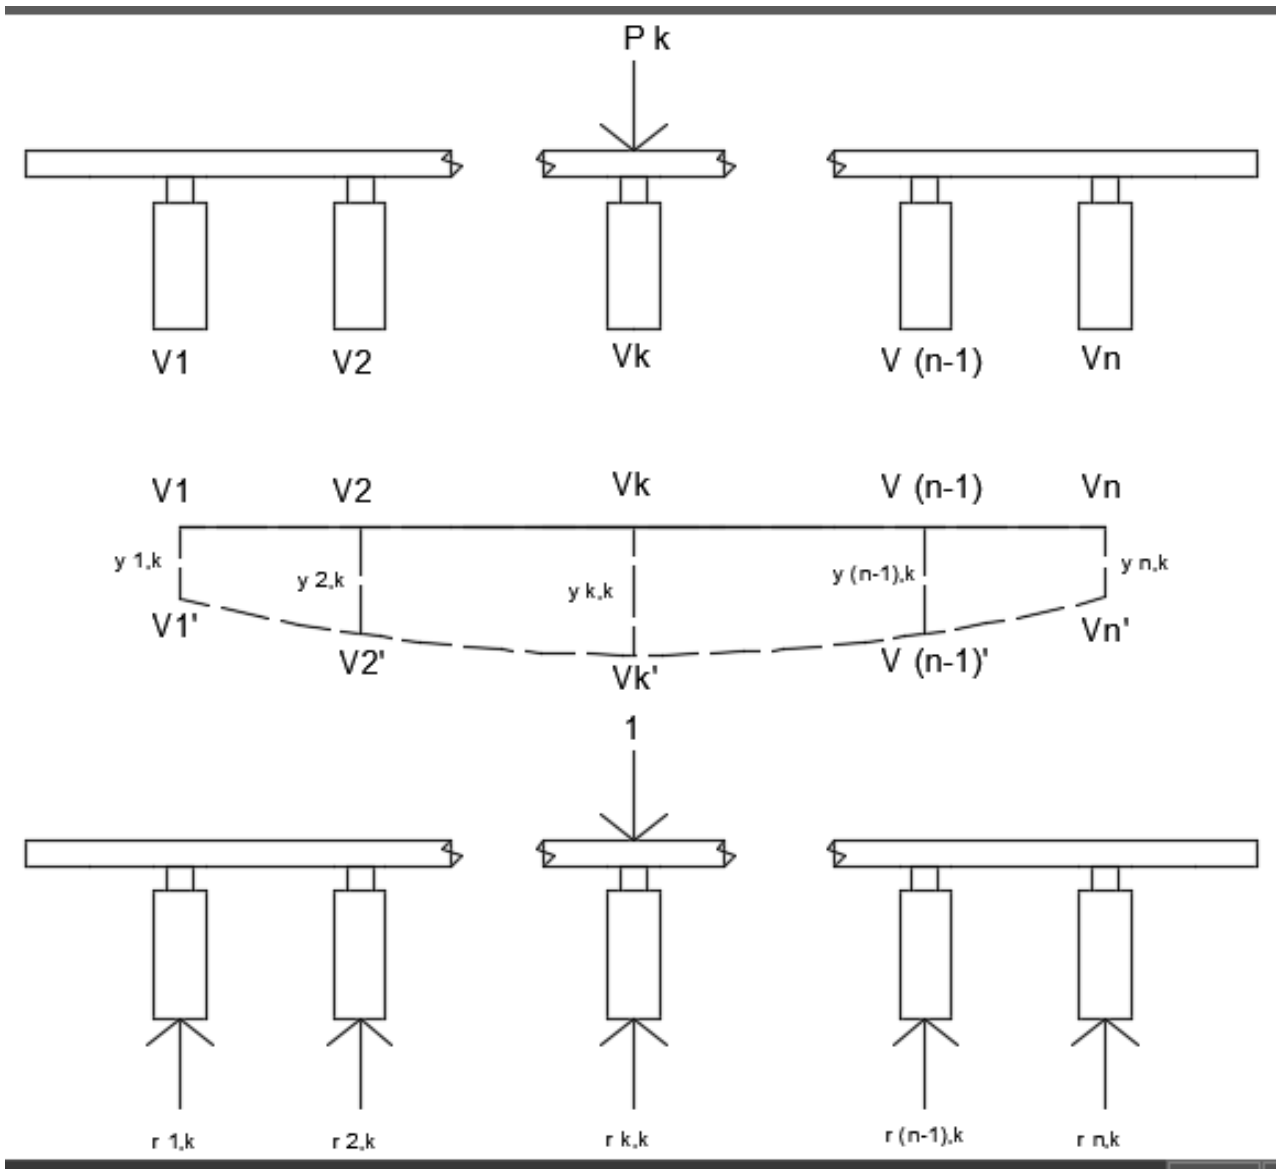 P k
V1 V2 Vk V (n-1) Vn
V1 V2 Vk V (n-1) Vn
y 1,k y 2,k y k,k y (n-1),k y n,k
V1' V2' Vk' V (n-1)' Vn'
1
r 1,k r 2,k r k,k r (n-1),k r n,k